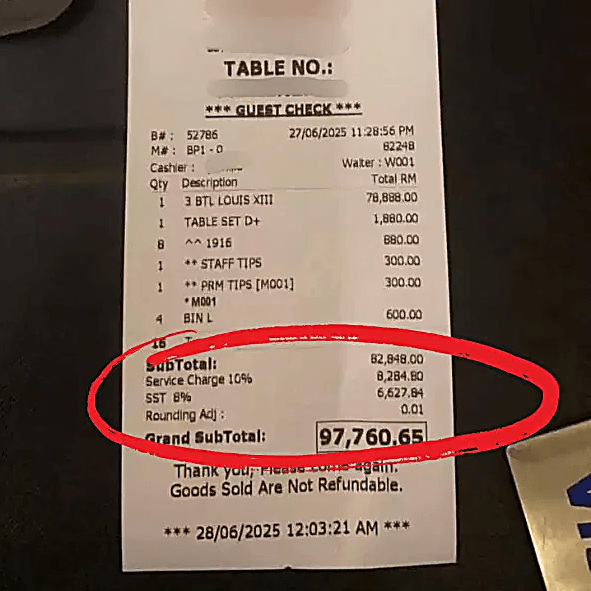 TABLE NO.:
*** GUEST CHECK ***
B# : 52786 27/06/2025 11:28:56 PM
M# : BP1 - 0 82248
Cashier : Waiter : W001
Qty Description Total RM
1 3 BTL LOUIS XIII 78,888.00
1 TABLE SET D+ 1,880.00
8 ^^ 1916 880.00
1 ** STAFF TIPS 300.00
1 ** PRM TIPS [M001] 300.00
* M001
4 BIN L 600.00
16
SubTotal: 82,848.00
Service Charge 10% 8,284.80
SST 8% 6,627.84
Rounding Adj : 0.01
Grand SubTotal: 97,760.65
Thank you, Please come again.
Goods Sold Are Not Refundable.
*** 28/06/2025 12:03:21 AM ***